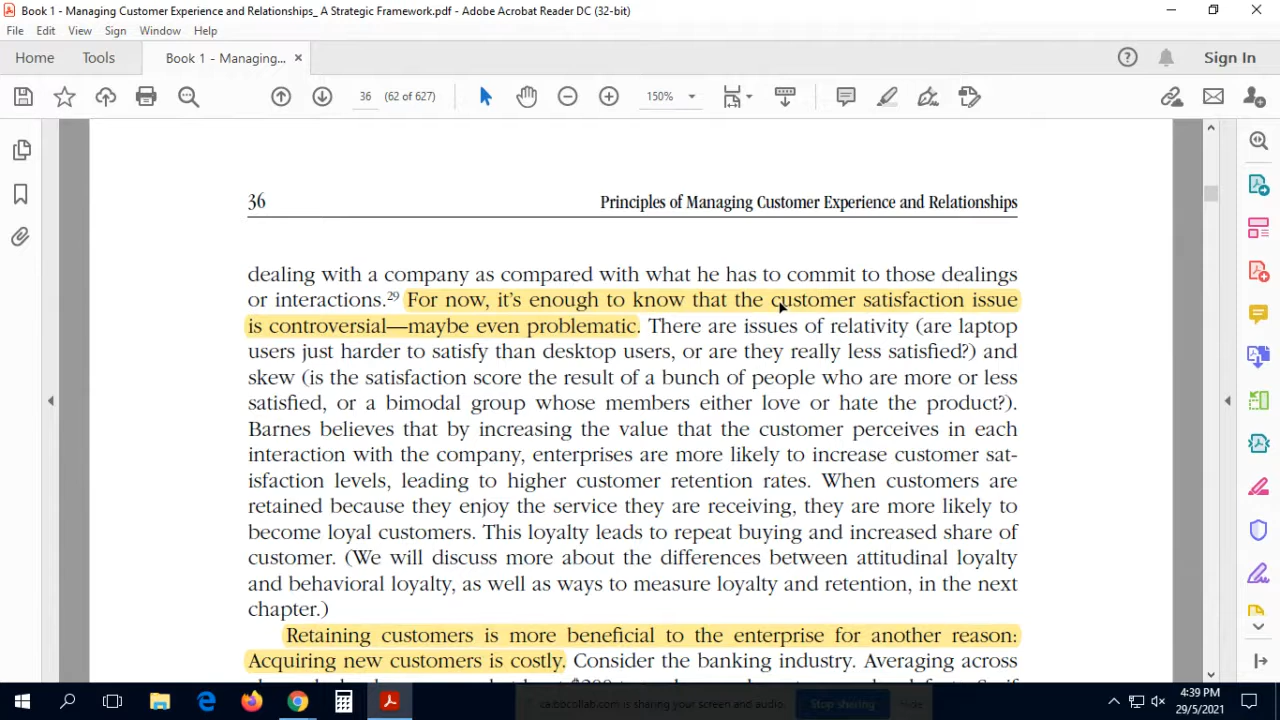 Book 1 - Managing Customer Experience and Relationships_ A Strategic Framework.pdf - Adobe Acrobat Reader DC (32-bit)
File Edit View Sign Window Help
Home Tools Book 1 - Managing... × Sign In
36 (62 of 627) 150%
36 Principles of Managing Customer Experience and Relationships
dealing with a company as compared with what he has to commit to those dealings
or interactions.29 For now, it's enough to know that the customer satisfaction issue
is controversial—maybe even problematic. There are issues of relativity (are laptop
users just harder to satisfy than desktop users, or are they really less satisfied?) and
skew (is the satisfaction score the result of a bunch of people who are more or less
satisfied, or a bimodal group whose members either love or hate the product?).
Barnes believes that by increasing the value that the customer perceives in each
interaction with the company, enterprises are more likely to increase customer sat-
isfaction levels, leading to higher customer retention rates. When customers are
retained because they enjoy the service they are receiving, they are more likely to
become loyal customers. This loyalty leads to repeat buying and increased share of
customer. (We will discuss more about the differences between attitudinal loyalty
and behavioral loyalty, as well as ways to measure loyalty and retention, in the next
chapter.)
Retaining customers is more beneficial to the enterprise for another reason:
Acquiring new customers is costly. Consider the banking industry. Averaging across
ca.bbcollab.com is sharing your screen and audio. Stop sharing Hide
4:39 PM
29/5/2021